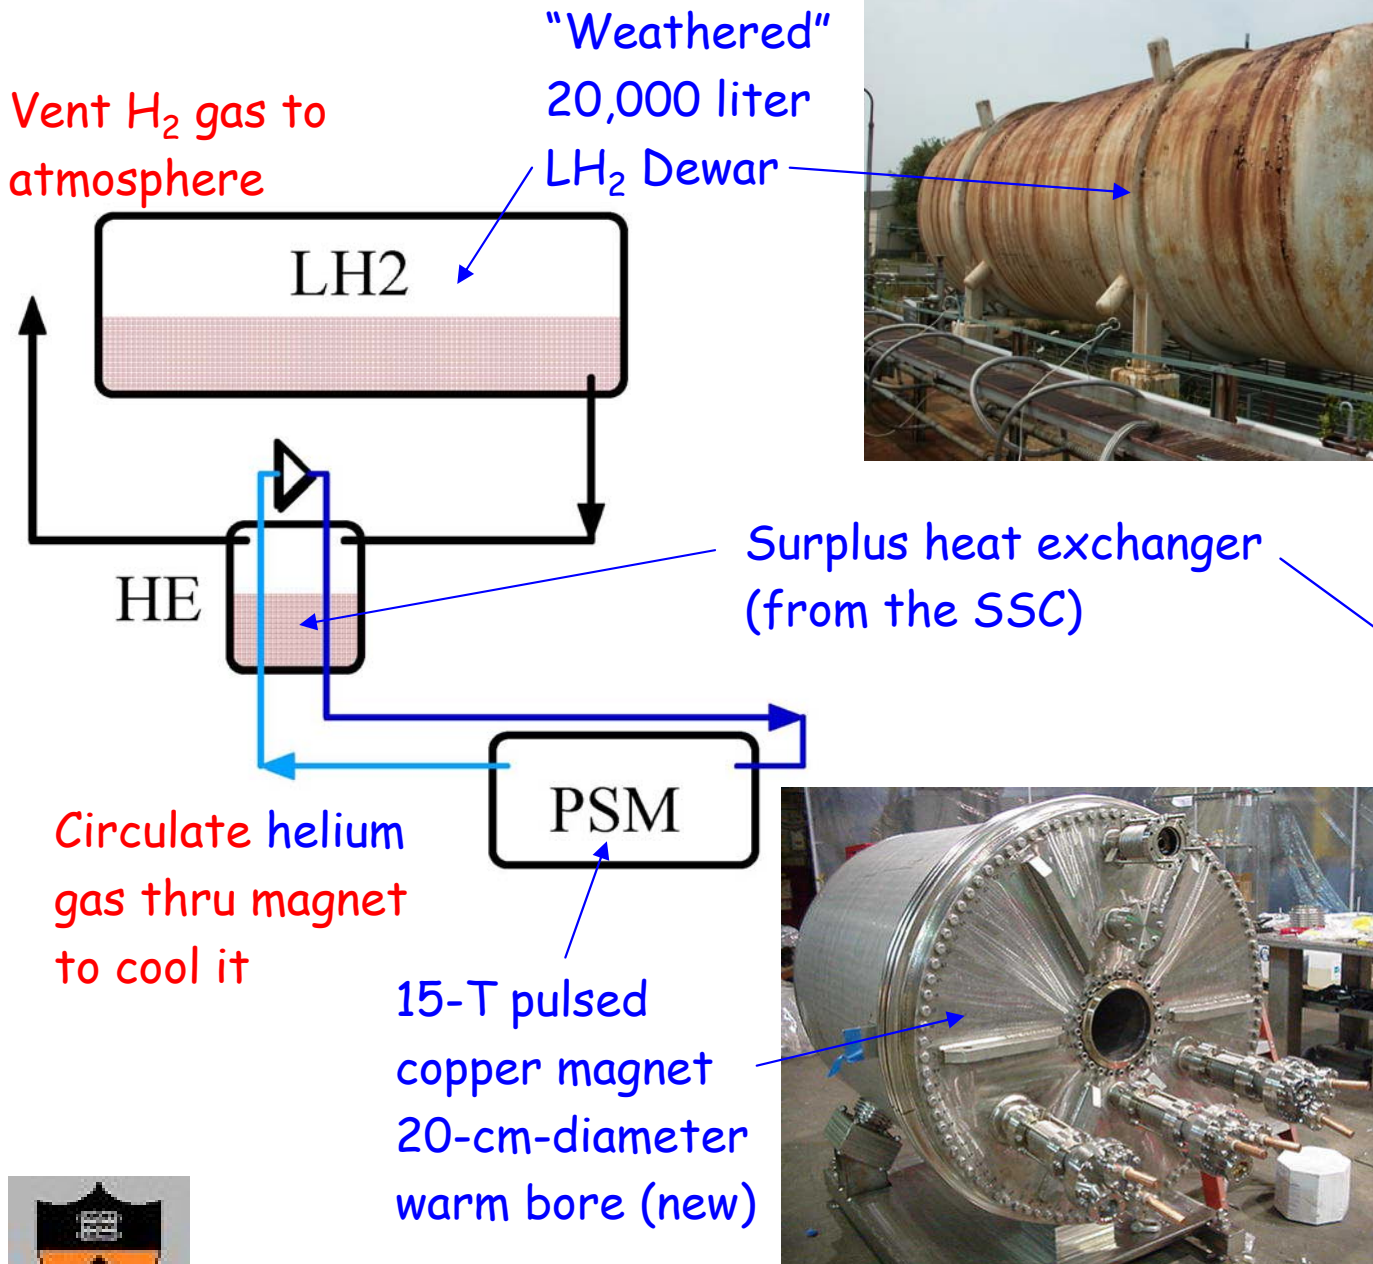 “Weathered”
20,000 liter
LH₂ Dewar
Vent H₂ gas to
atmosphere
LH2
HE
Surplus heat exchanger
(from the SSC)
PSM
Circulate helium
gas thru magnet
to cool it
15-T pulsed
copper magnet
20-cm-diameter
warm bore (new)